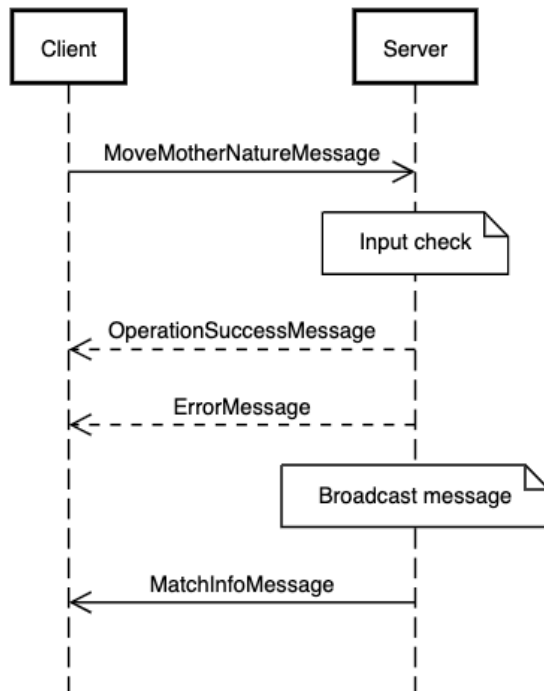 Client
Server
MoveMotherNatureMessage
Input check
OperationSuccessMessage
ErrorMessage
Broadcast message
MatchInfoMessage